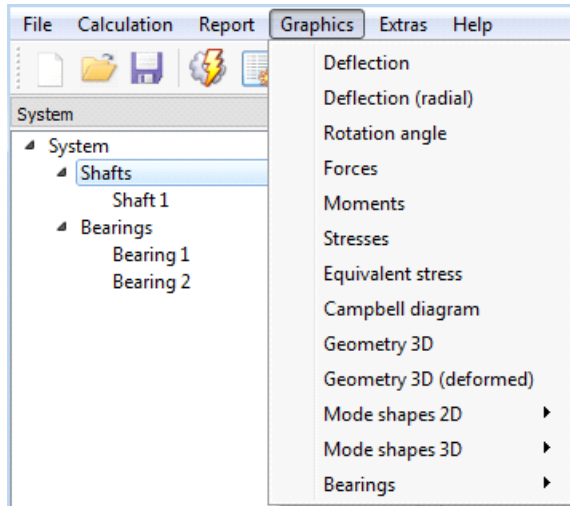 File Calculation Report Graphics Extras Help
System
System
Shafts
Shaft 1
Bearings
Bearing 1
Bearing 2
Deflection
Deflection (radial)
Rotation angle
Forces
Moments
Stresses
Equivalent stress
Campbell diagram
Geometry 3D
Geometry 3D (deformed)
Mode shapes 2D
Mode shapes 3D
Bearings